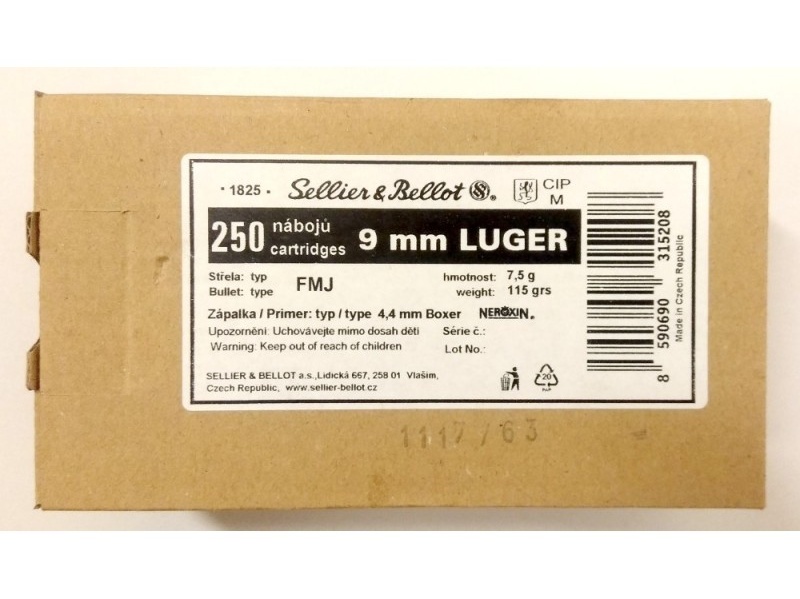 · 1825 · Sellier & Bellot S&B®. CIP M
250 nábojů cartridges 9 mm LUGER
Střela: typ FMJ hmotnost: 7,5 g
Bullet: type weight: 115 grs
Zápalka / Primer: typ / type 4,4 mm Boxer NEROXIN®
Upozornění: Uchovávejte mimo dosah dětí Série č.:
Warning: Keep out of reach of children Lot No.:
SELLIER & BELLOT a.s.,Lidická 667, 258 01 Vlašim,
Czech Republic, www.sellier-bellot.cz
20
PAP
8 590690 315208
Made in Czech Republic
1117/63